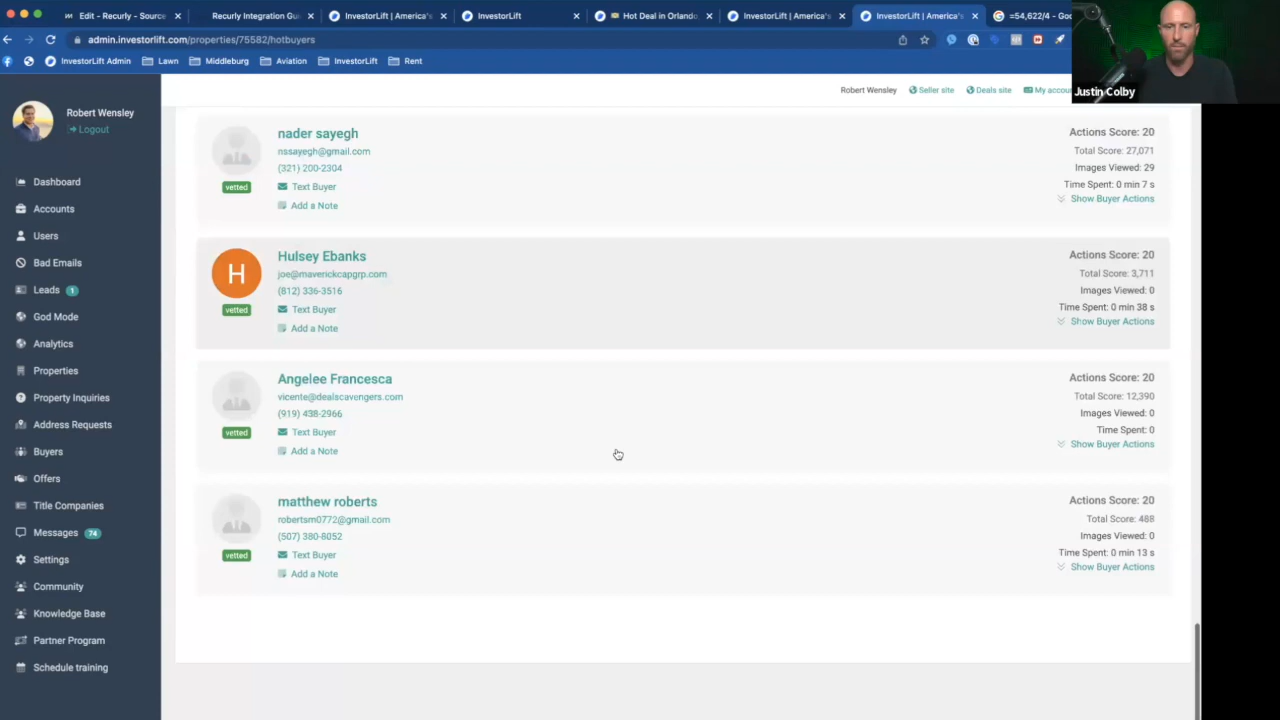 Edit - Recurly - Source
Recurly Integration Gui
InvestorLift | America's
InvestorLift
Hot Deal in Orlando,
InvestorLift | America's
InvestorLift | America's
=54,622/4 - Goo
admin.investorlift.com/properties/75582/hotbuyers
InvestorLift Admin
Lawn
Middleburg
Aviation
InvestorLift
Rent
Justin Colby
Robert Wensley
Logout
Robert Wensley
Seller site
Deals site
My accou
Dashboard
Accounts
Users
Bad Emails
Leads 1
God Mode
Analytics
Properties
Property Inquiries
Address Requests
Buyers
Offers
Title Companies
Messages 74
Settings
Community
Knowledge Base
Partner Program
Schedule training
nader sayegh
nssayegh@gmail.com
(321) 200-2304
vetted
Text Buyer
Add a Note
Actions Score: 20
Total Score: 27,071
Images Viewed: 29
Time Spent: 0 min 7 s
Show Buyer Actions
H
Hulsey Ebanks
joe@maverickcapgrp.com
(812) 336-3516
vetted
Text Buyer
Add a Note
Actions Score: 20
Total Score: 3,711
Images Viewed: 0
Time Spent: 0 min 38 s
Show Buyer Actions
Angelee Francesca
vicente@dealscavengers.com
(919) 438-2966
vetted
Text Buyer
Add a Note
Actions Score: 20
Total Score: 12,390
Images Viewed: 0
Time Spent: 0
Show Buyer Actions
matthew roberts
robertsm0772@gmail.com
(507) 380-8052
vetted
Text Buyer
Add a Note
Actions Score: 20
Total Score: 468
Images Viewed: 0
Time Spent: 0 min 13 s
Show Buyer Actions